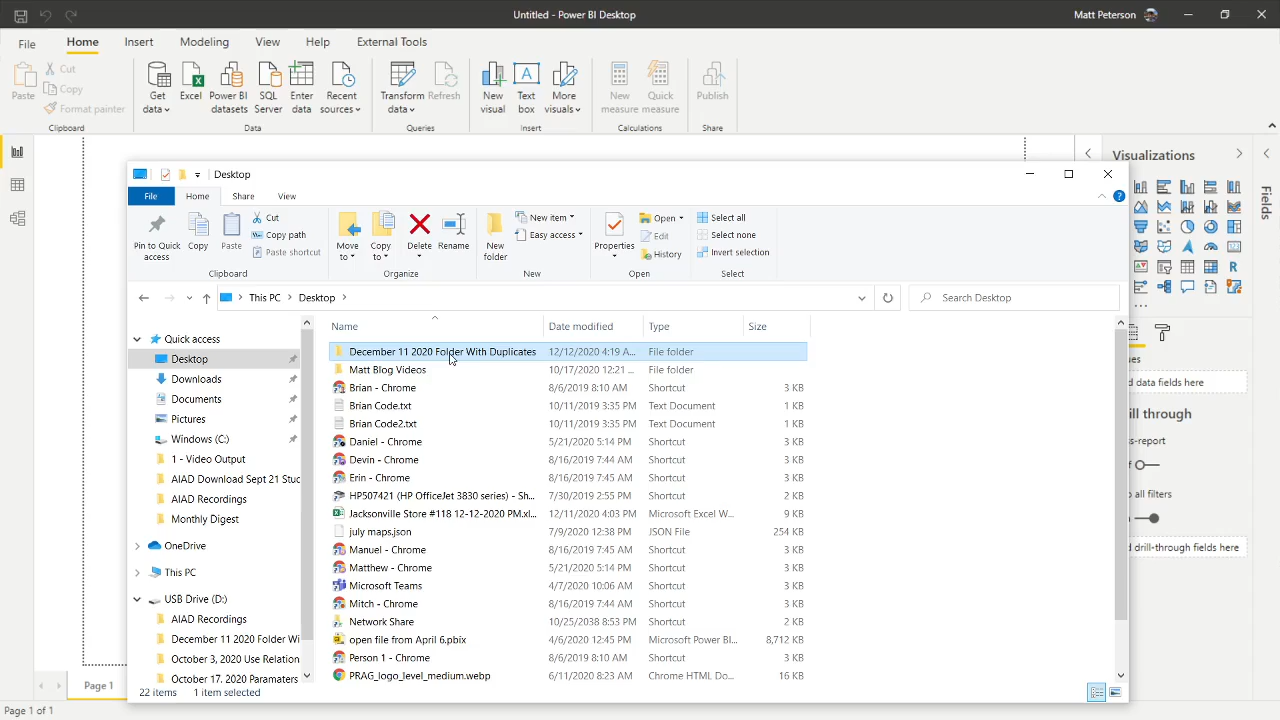 Untitled - Power BI Desktop
Matt Peterson
File Home Insert Modeling View Help External Tools
Paste Cut Copy Format painter
Get data Excel Power BI datasets SQL Server Enter data Recent sources
Transform data Refresh
New visual Text box More visuals
New measure Quick measure
Publish
Clipboard Data Queries Insert Calculations Share
Desktop
Visualizations
Fields
File Home Share View
Pin to Quick access Copy Paste Cut Copy path Paste shortcut
Move to Copy to Delete Rename
New folder New item Easy access
Properties Open Edit History
Select all Select none Invert selection
Clipboard Organize New Open Select
This PC > Desktop >
Search Desktop
Quick access
Desktop
Downloads
Documents
Pictures
Windows (C:)
1 - Video Output
AIAD Download Sept 21 Stuc
AIAD Recordings
Monthly Digest
OneDrive
This PC
USB Drive (D:)
AIAD Recordings
December 11 2020 Folder Wi
October 3, 2020 Use Relation
October 17. 2020 Paramaters
Name Date modified Type Size
December 11 2020 Folder With Duplicates 12/12/2020 4:19 A... File folder
Matt Blog Videos 10/17/2020 12:21 ... File folder
Brian - Chrome 8/6/2019 8:10 AM Shortcut 3 KB
Brian Code.txt 10/11/2019 3:35 PM Text Document 1 KB
Brian Code2.txt 10/11/2019 3:35 PM Text Document 0 KB
Daniel - Chrome 5/21/2020 5:14 PM Shortcut 3 KB
Devin - Chrome 8/16/2019 7:44 AM Shortcut 3 KB
Erin - Chrome 8/16/2019 7:45 AM Shortcut 3 KB
HP507421 (HP OfficeJet 3830 series) - Sh... 7/30/2019 2:55 PM Shortcut 2 KB
Jacksonville Store #118 12-12-2020 PM.xl... 12/11/2020 4:03 PM Microsoft Excel W... 9 KB
july maps.json 7/9/2020 12:38 PM JSON File 254 KB
Manuel - Chrome 8/16/2019 7:45 AM Shortcut 3 KB
Matthew - Chrome 5/21/2020 5:14 PM Shortcut 3 KB
Microsoft Teams 4/7/2020 10:06 AM Shortcut 3 KB
Mitch - Chrome 8/16/2019 7:44 AM Shortcut 3 KB
Network Share 10/25/2038 8:53 PM Shortcut 2 KB
open file from April 6.pbix 4/6/2020 12:45 PM Microsoft Power BI... 8,712 KB
Person 1 - Chrome 8/6/2019 8:10 AM Shortcut 3 KB
PRAG_logo_level_medium.webp 6/11/2020 8:23 AM Chrome HTML Do... 16 KB
22 items 1 item selected
ues
d data fields here
ill through
s-report
f
o all filters
n
d drill-through fields here
Page 1
Page 1 of 1